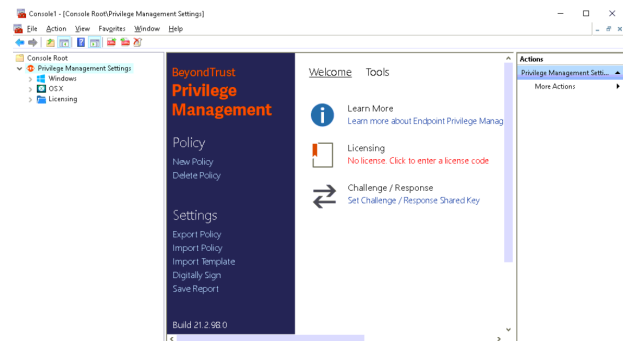 Console1 - [Console Root\Privilege Management Settings]
File Action View Favorites Window Help
Console Root
Privilege Management Settings
Windows
OS X
Licensing
BeyondTrust
Privilege
Management
Policy
New Policy
Delete Policy
Settings
Export Policy
Import Policy
Import Template
Digitally Sign
Save Report
Build 21.2.98.0
Welcome Tools
Learn More
Learn more about Endpoint Privilege Manag
Licensing
No license. Click to enter a license code
Challenge / Response
Set Challenge / Response Shared Key
Actions
Privilege Management Setti...
More Actions